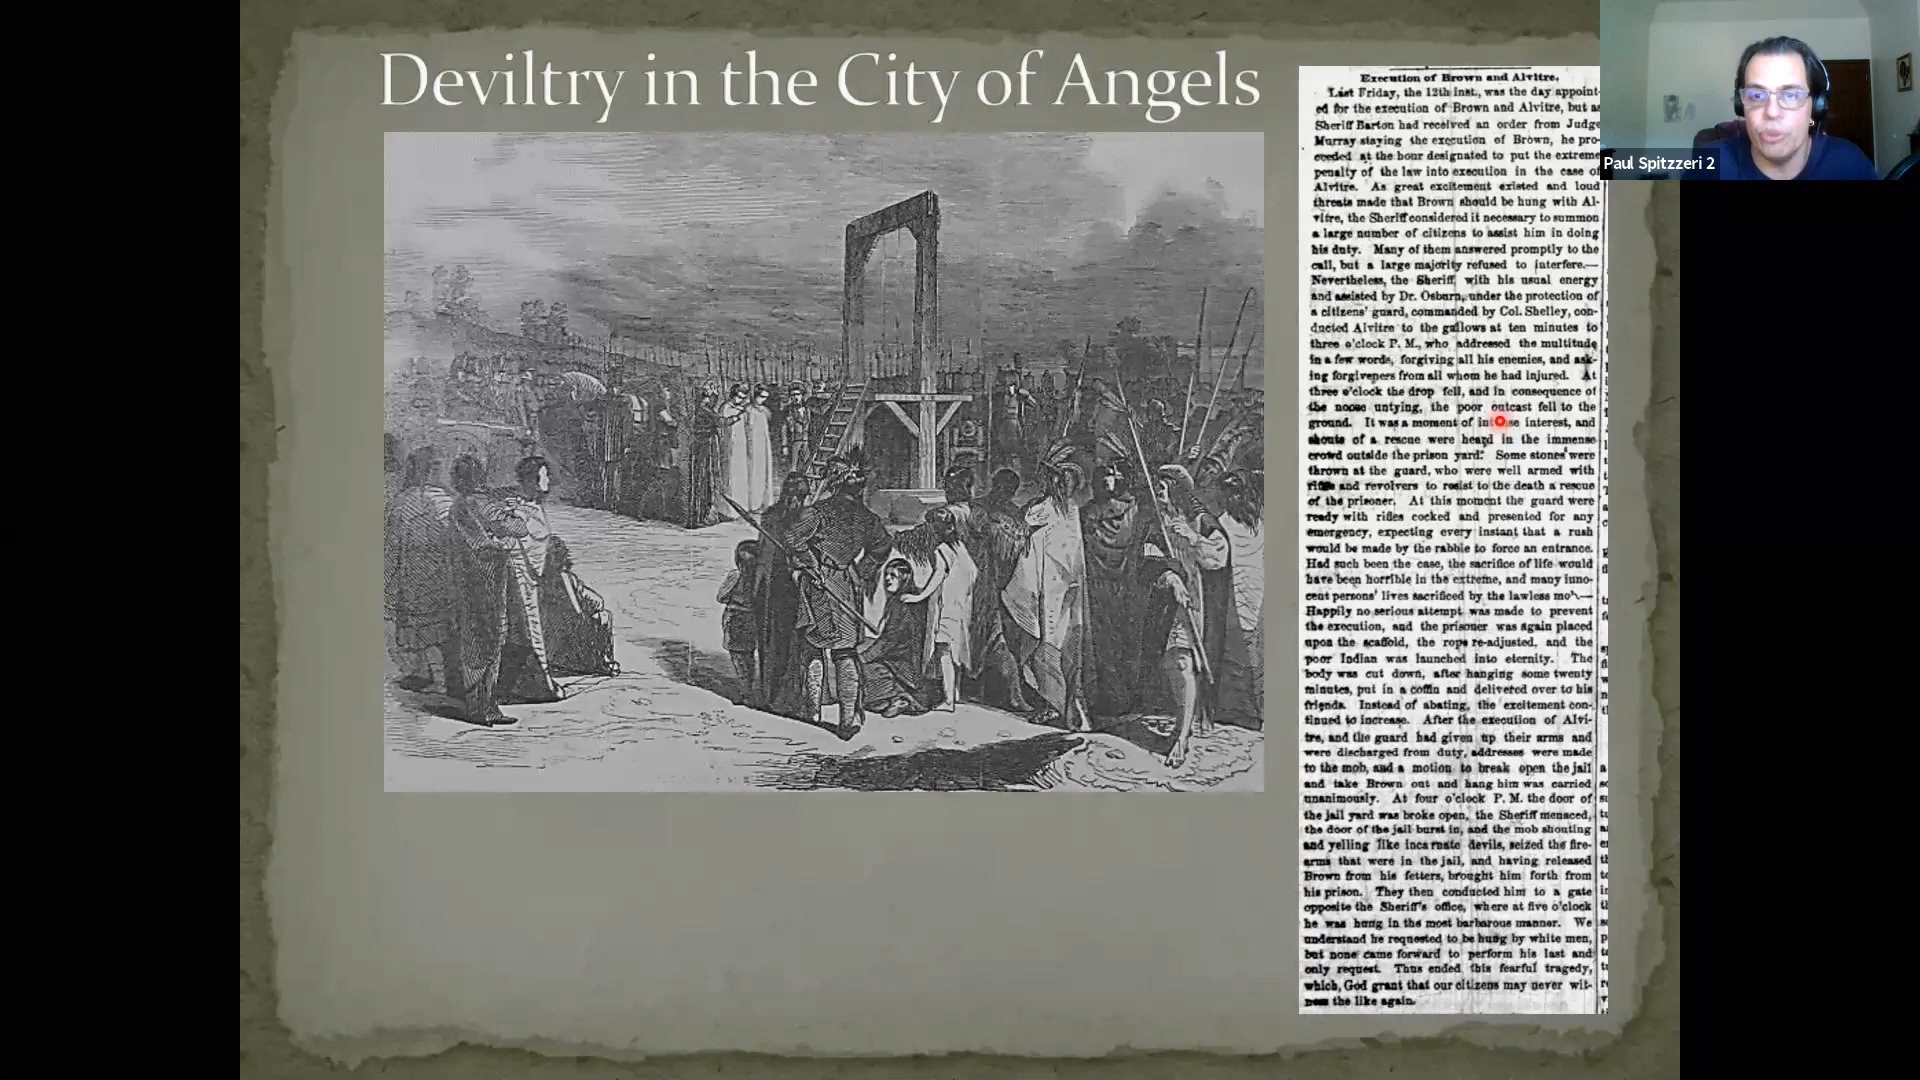 Deviltry in the City of Angels
Execution of Brown and Alvitre.
Last Friday, the 12th inst., was the day appoint-
ed for the execution of Brown and Alvitre, but as
Sheriff Barton had received an order from Judge
Murray staying the execution of Brown, he pro-
ceeded at the hour designated to put the extreme
penalty of the law into execution in the case of
Alvitre. As great excitement existed and loud
threats made that Brown should be hung with Al-
vitre, the Sheriff considered it necessary to summon
a large number of citizens to assist him in doing
his duty. Many of them answered promptly to the
call, but a large majority refused to interfere.—
Nevertheless, the Sheriff, with his usual energy
and assisted by Dr. Osburn, under the protection of
a citizens' guard, commanded by Col. Shelley, con-
ducted Alvitre to the gallows at ten minutes to
three o'clock P. M., who addressed the multitude
in a few words, forgiving all his enemies, and ask-
ing forgiveness from all whom he had injured. At
three o'clock the drop fell, and in consequence of
the noose untying, the poor outcast fell to the
ground. It was a moment of intense interest, and
shouts of a rescue were heard in the immense
crowd outside the prison yard. Some stones were
thrown at the guard, who were well armed with
rifles and revolvers to resist to the death a rescue
of the prisoner. At this moment the guard were
ready with rifles cocked and presented for any
emergency, expecting every instant that a rush
would be made by the rabble to force an entrance.
Had such been the case, the sacrifice of life would
have been horrible in the extreme, and many inno-
cent persons' lives sacrificed by the lawless mob.—
Happily no serious attempt was made to prevent
the execution, and the prisoner was again placed
upon the scaffold, the rope re-adjusted, and the
poor Indian was launched into eternity. The
body was cut down, after hanging some twenty
minutes, put in a coffin and delivered over to his
friends. Instead of abating, the excitement con-
tinued to increase. After the execution of Alvi-
tre, and the guard had given up their arms and
were discharged from duty, addresses were made
to the mob, and a motion to break open the jail
and take Brown out and hang him was carried
unanimously. At four o'clock P. M. the door of
the jail yard was broke open, the Sheriff menaced,
the door of the jail burst in, and the mob shouting
and yelling like incarnate devils, seized the fire-
arms that were in the jail, and having released
Brown from his fetters, brought him forth from
his prison. They then conducted him to a gate
opposite the Sheriff's office, where at five o'clock
he was hung in the most barbarous manner. We
understand he requested to be hung by white men,
but none came forward to perform his last and
only request. Thus ended this fearful tragedy,
which, God grant that our citizens may never wit-
ness the like again.
Paul Spitzzeri 2